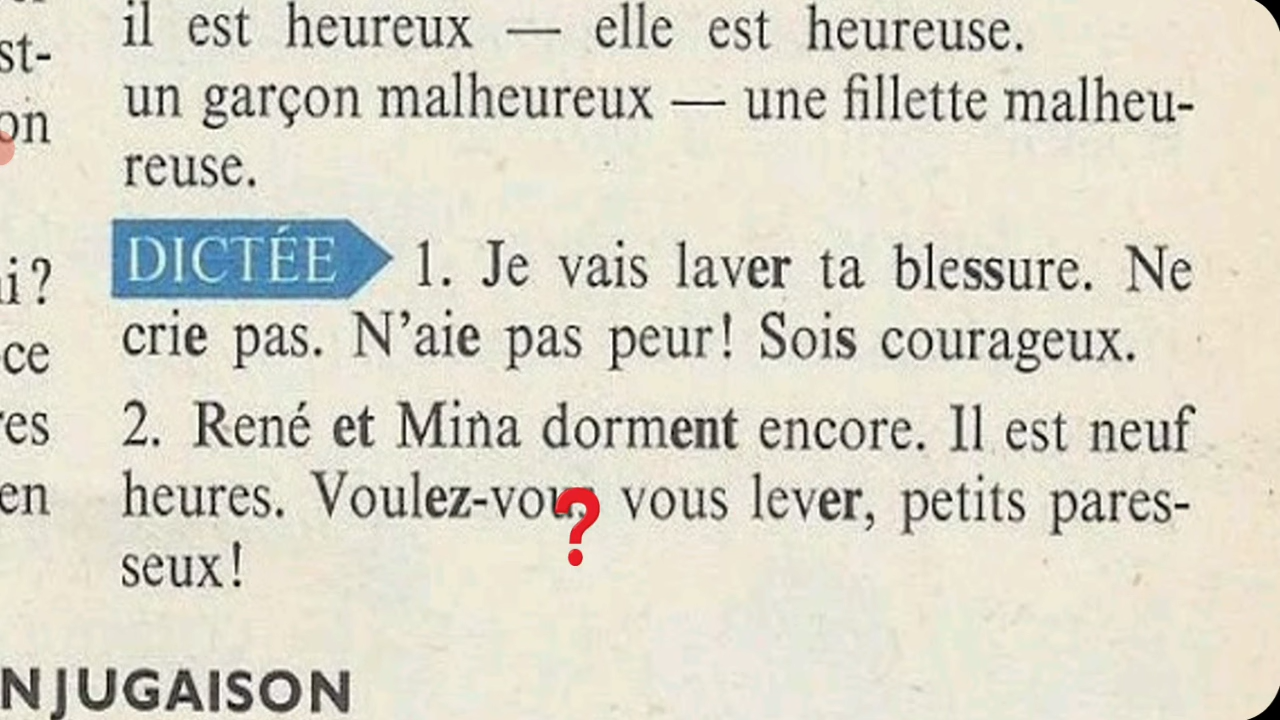 il est heureux — elle est heureuse.
st-
un garçon malheureux — une fillette malheu-
on
reuse.
DICTÉE 1. Je vais laver ta blessure. Ne
i?
crie pas. N'aie pas peur! Sois courageux.
ce
2. René et Mina dorment encore. Il est neuf
res
heures. Voulez-vous vous lever, petits pares-
en
seux!
❓
NJUGAISON